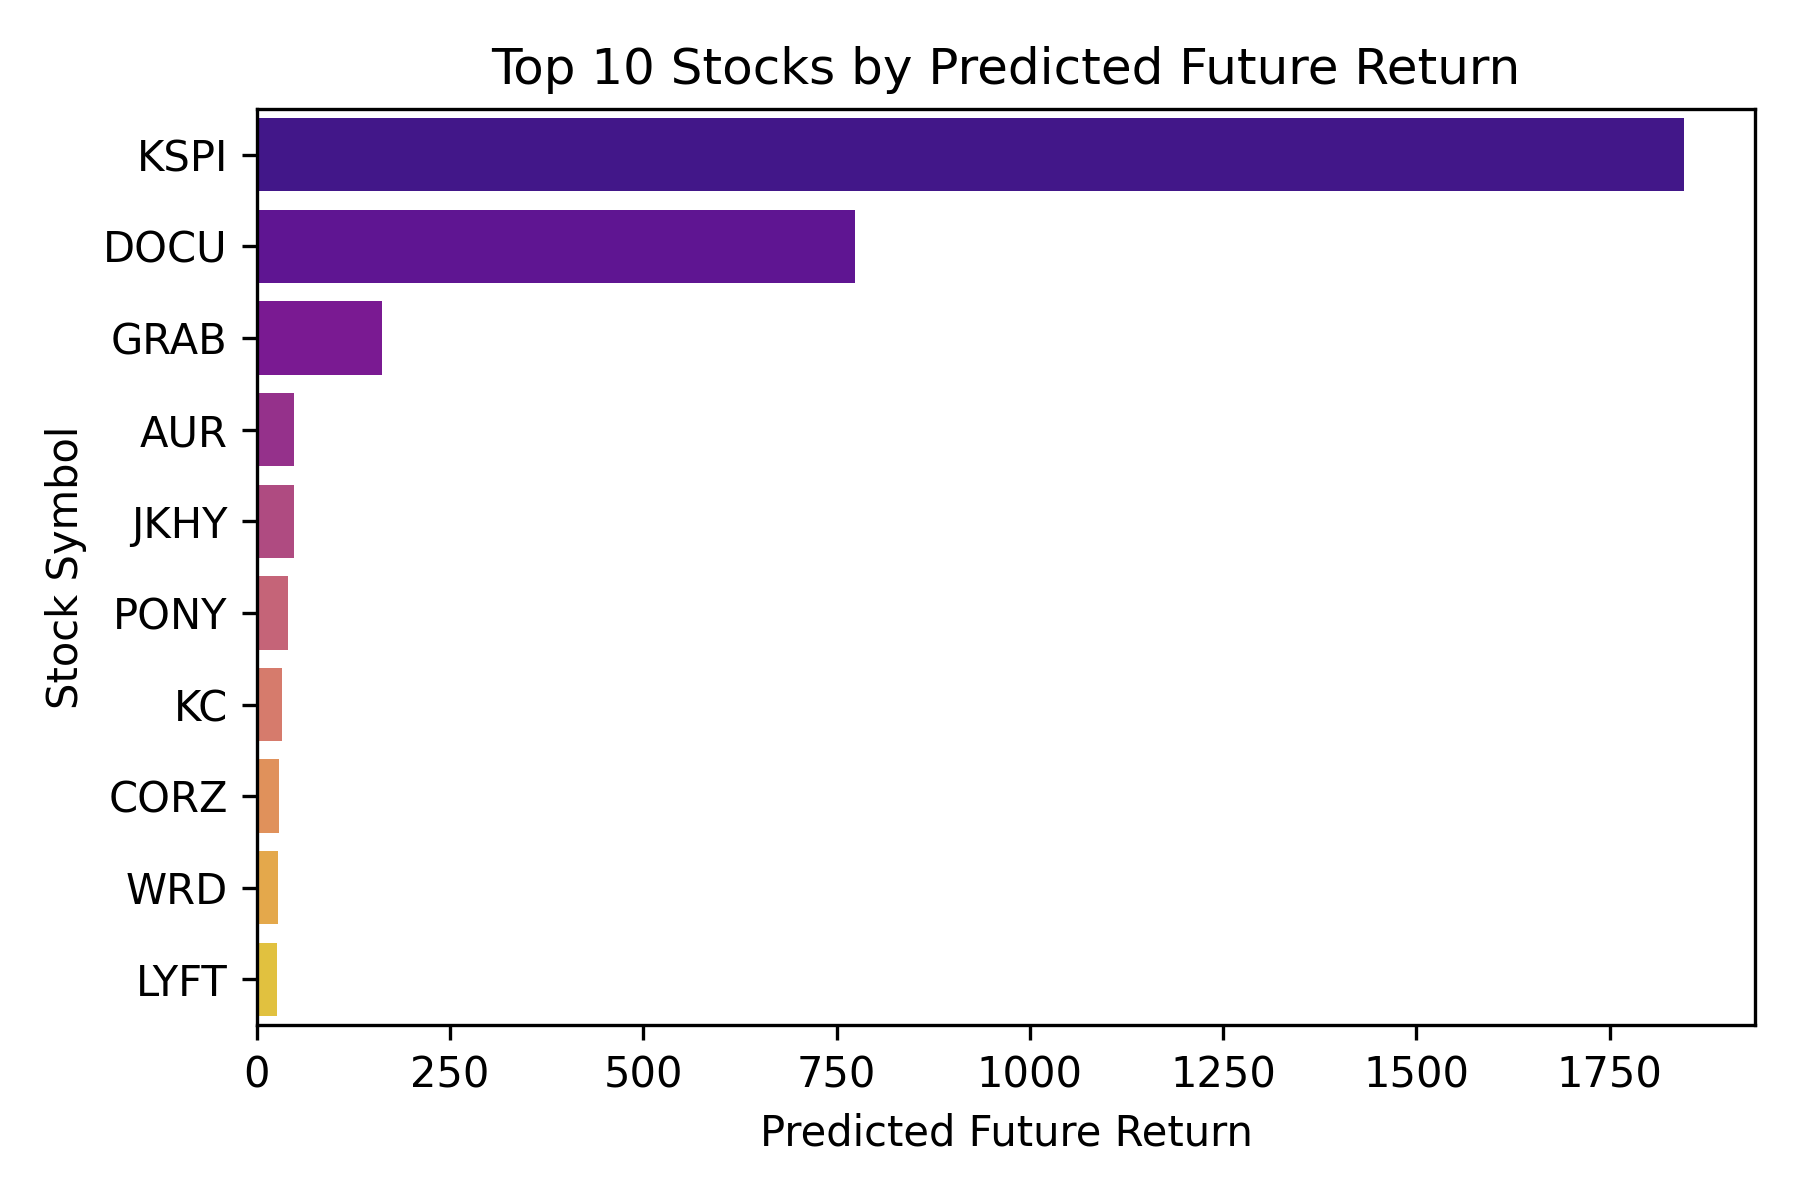 Top 10 Stocks by Predicted Future Return
Stock Symbol
KSPI
DOCU
GRAB
AUR
JKHY
PONY
KC
CORZ
WRD
LYFT
0 250 500 750 1000 1250 1500 1750
Predicted Future Return